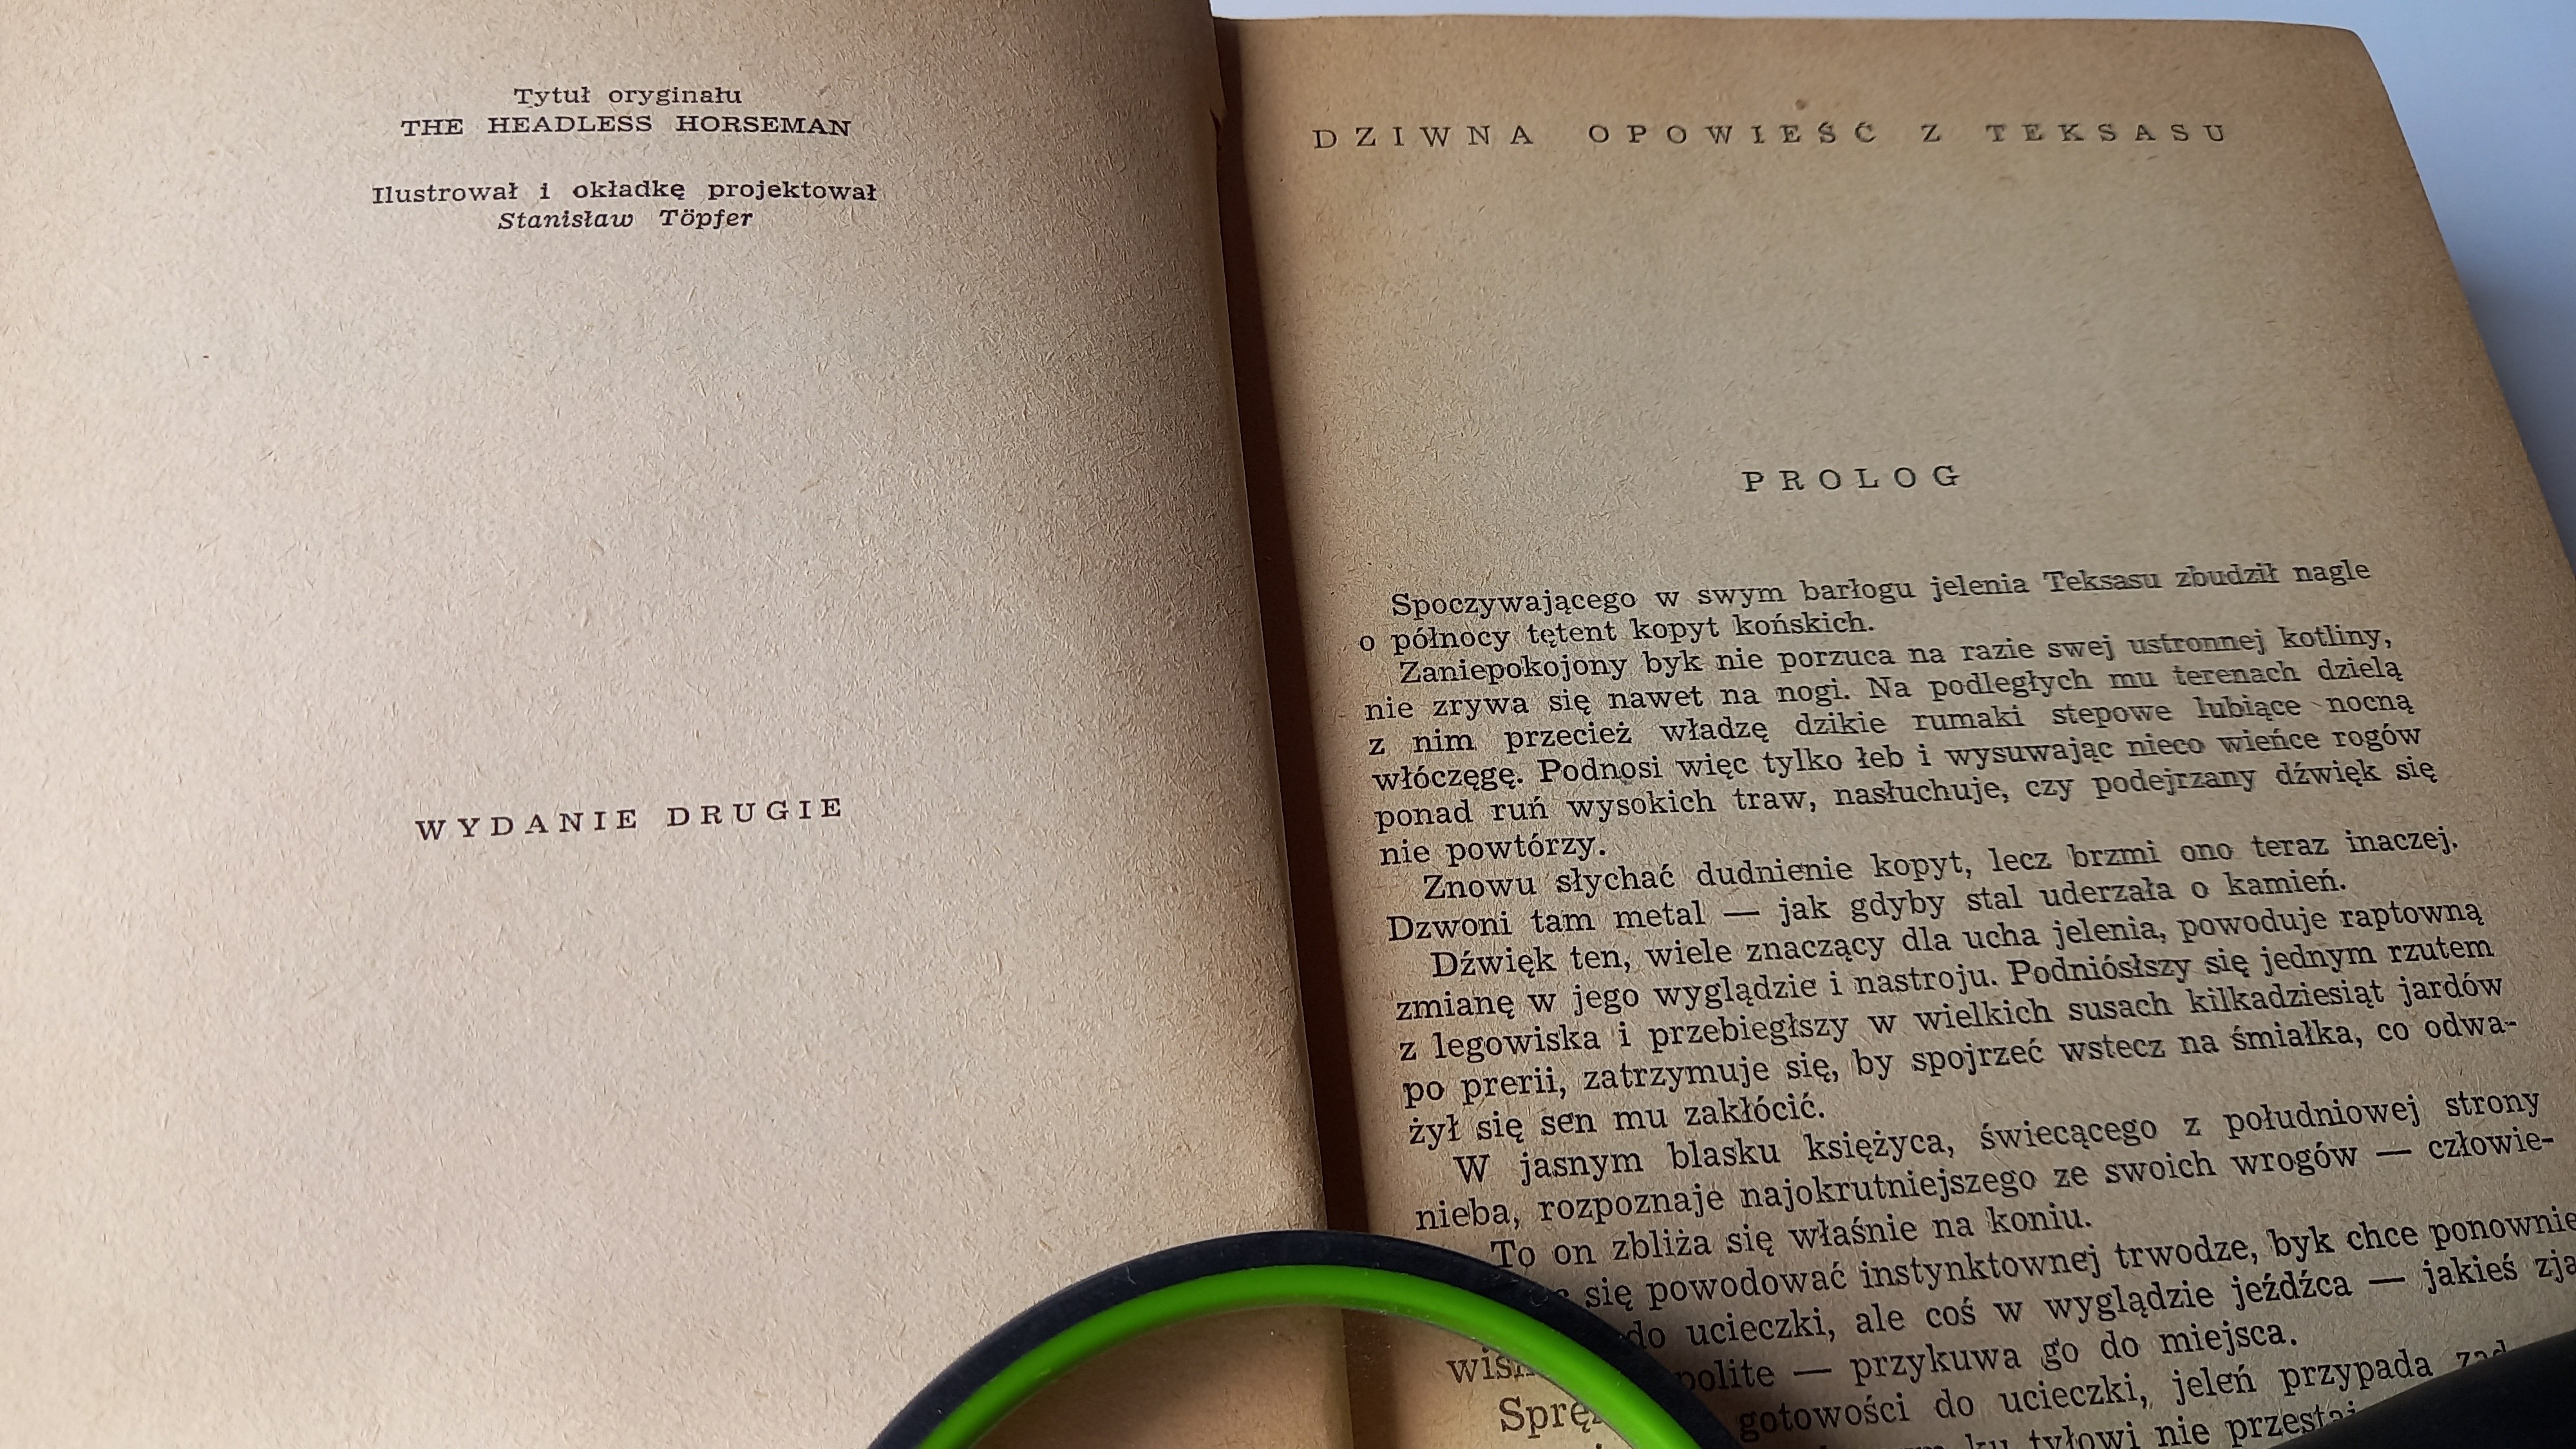 Tytuł oryginału
THE HEADLESS HORSEMAN
Ilustrował i okładkę projektował
Stanisław Töpfer
WYDANIE DRUGIE
DZIWNA OPOWIEŚĆ Z TEKSASU
PROLOG
Spoczywającego w swym barłogu jelenia Teksasu zbudził nagle
o północy tętent kopyt końskich.
Zaniepokojony byk nie porzuca na razie swej ustronnej kotliny,
nie zrywa się nawet na nogi. Na podległych mu terenach dzielą
z nim przecież władzę dzikie rumaki stepowe lubiące nocną
włóczęgę. Podnosi więc tylko łeb i wysuwając nieco wieńce rogów
ponad ruń wysokich traw, nasłuchuje, czy podejrzany dźwięk się
nie powtórzy.
Znowu słychać dudnienie kopyt, lecz brzmi ono teraz inaczej.
Dzwoni tam metal — jak gdyby stal uderzała o kamień.
Dźwięk ten, wiele znaczący dla ucha jelenia, powoduje raptowną
zmianę w jego wyglądzie i nastroju. Podniósłszy się jednym rzutem
z legowiska i przebiegłszy w wielkich susach kilkadziesiąt jardów
po prerii, zatrzymuje się, by spojrzeć wstecz na śmiałka, co odwa-
żył się sen mu zakłócić.
W jasnym blasku księżyca, świecącego z południowej strony
nieba, rozpoznaje najokrutniejszego ze swoich wrogów — człowie-
To on zbliża się właśnie na koniu.
się powodować instynktownej trwodze, byk chce ponownie
do ucieczki, ale coś w wyglądzie jeźdźca — jakieś zja
— przykuwa go do miejsca.
gotowości do ucieczki, jeleń przypada
ku tyłowi nie